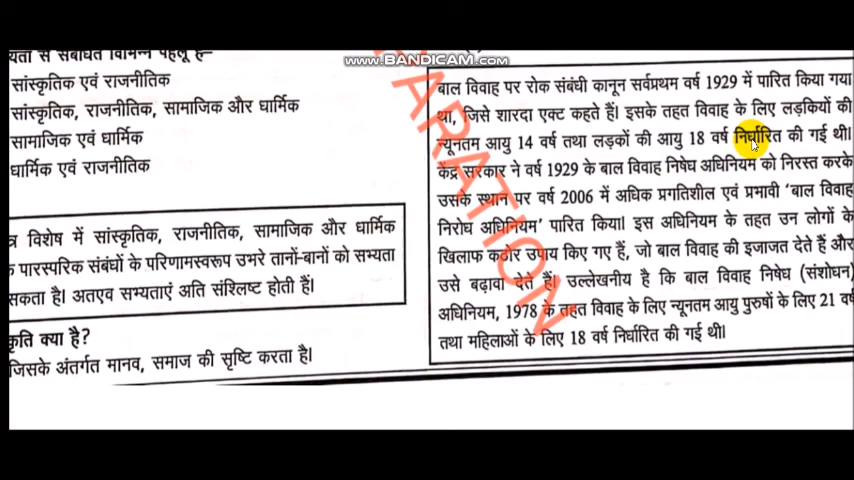 WWW.BANDICAM.COM
यता से संबंधित विभिन्न पहलू है–
सांस्कृतिक एवं राजनीतिक
सांस्कृतिक, राजनीतिक, सामाजिक और धार्मिक
सामाजिक एवं धार्मिक
धार्मिक एवं राजनीतिक
त्र विशेष में सांस्कृतिक, राजनीतिक, सामाजिक और धार्मिक
के पारस्परिक संबंधों के परिणामस्वरूप उभरे तानों-बानों को सभ्यता
सकता है। अतएव सभ्यताएं अति संश्लिष्ट होती हैं।
कृति क्या है?
जिसके अंतर्गत मानव, समाज की सृष्टि करता है।
बाल विवाह पर रोक संबंधी कानून सर्वप्रथम वर्ष 1929 में पारित किया गया
था, जिसे शारदा एक्ट कहते हैं। इसके तहत विवाह के लिए लड़कियों की
न्यूनतम आयु 14 वर्ष तथा लड़कों की आयु 18 वर्ष निर्धारित की गई थी।
केंद्र सरकार ने वर्ष 1929 के बाल विवाह निषेध अधिनियम को निरस्त करके
उसके स्थान पर वर्ष 2006 में अधिक प्रगतिशील एवं प्रभावी 'बाल विवाह
निरोध अधिनियम' पारित किया। इस अधिनियम के तहत उन लोगों के
खिलाफ कठोर उपाय किए गए हैं, जो बाल विवाह की इजाजत देते हैं और
उसे बढ़ावा देते हैं। उल्लेखनीय है कि बाल विवाह निषेध (संशोधन)
अधिनियम, 1978 के तहत विवाह के लिए न्यूनतम आयु पुरुषों के लिए 21 वर्ष
तथा महिलाओं के लिए 18 वर्ष निर्धारित की गई थी।
ARATION